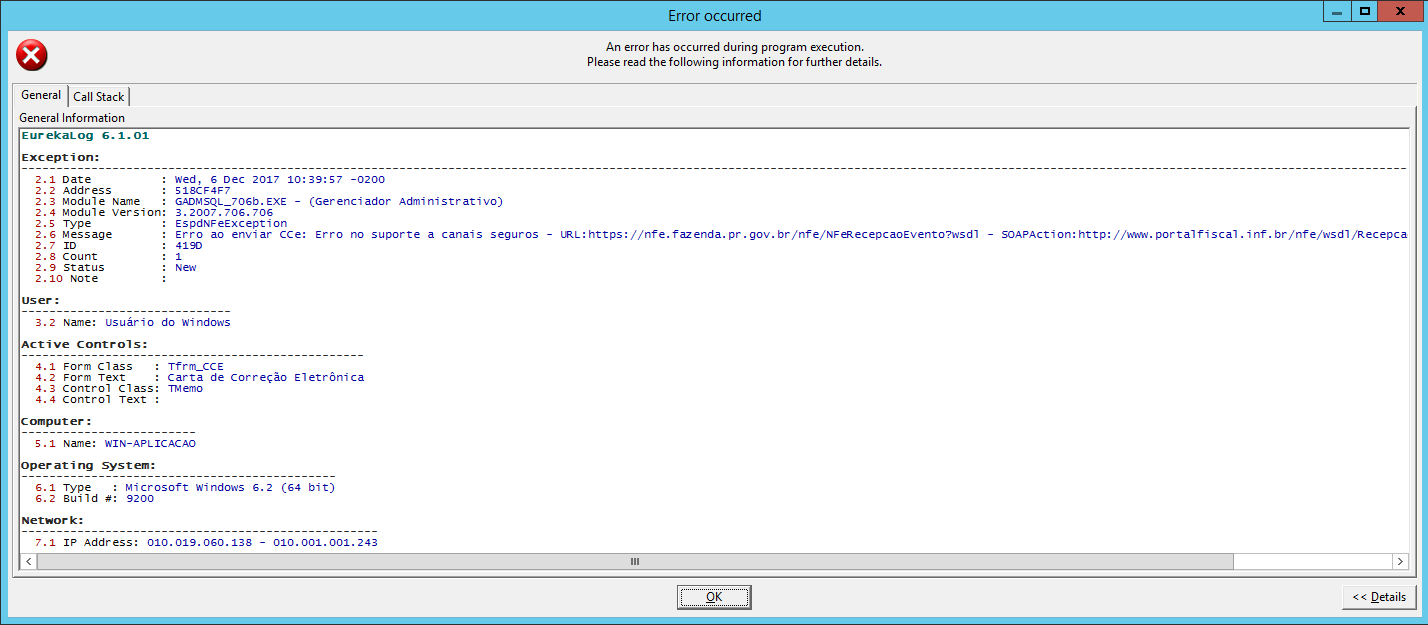 Error occurred
An error has occurred during program execution.
Please read the following information for further details.
General Call Stack
General Information
EurekaLog 6.1.01
Exception:
2.1 Date : Wed, 6 Dec 2017 10:39:57 -0200
2.2 Address : 518CF4F7
2.3 Module Name : GADMSQL_706b.EXE - (Gerenciador Administrativo)
2.4 Module Version: 3.2007.706.706
2.5 Type : EspdNFeException
2.6 Message : Erro ao enviar CCe: Erro no suporte a canais seguros - URL:https://nfe.fazenda.pr.gov.br/nfe/NFeRecepcaoEvento?wsdl - SOAPAction:http://www.portalfiscal.inf.br/nfe/wsdl/Recepca
2.7 ID : 419D
2.8 Count : 1
2.9 Status : New
2.10 Note :
User:
3.2 Name: Usuário do Windows
Active Controls:
4.1 Form Class : Tfrm_CCE
4.2 Form Text : Carta de Correção Eletrônica
4.3 Control Class: TMemo
4.4 Control Text :
Computer:
5.1 Name: WIN-APLICACAO
Operating System:
6.1 Type : Microsoft Windows 6.2 (64 bit)
6.2 Build #: 9200
Network:
7.1 IP Address: 010.019.060.138 - 010.001.001.243
OK
<< Details